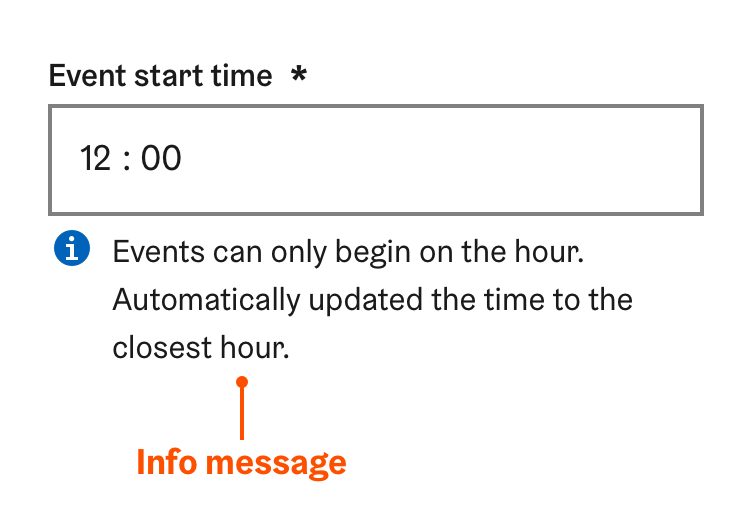 Event start time *
12 : 00
Events can only begin on the hour.
Automatically updated the time to the
closest hour.
Info message